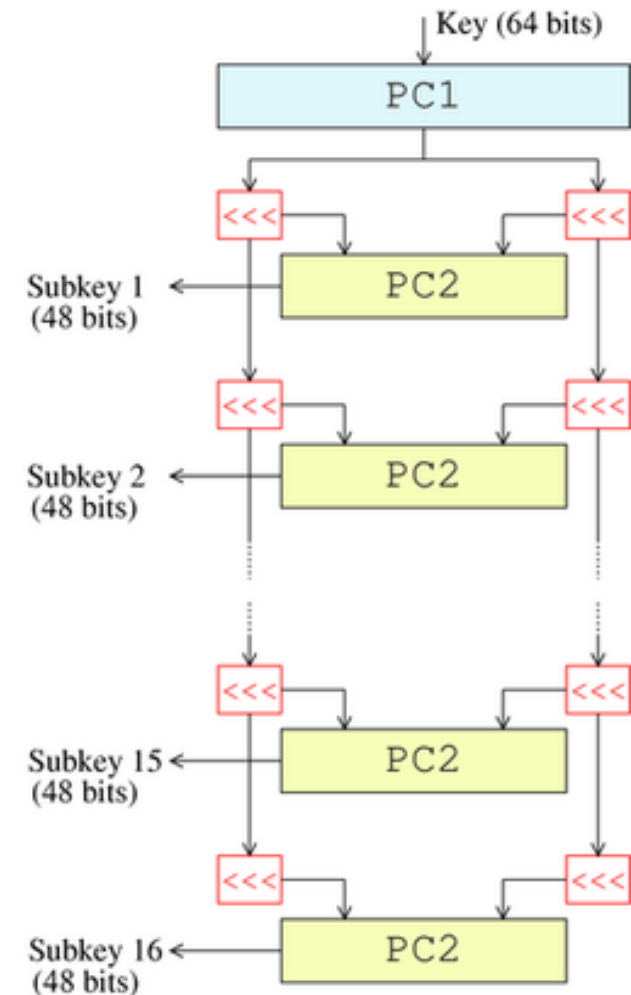 Key (64 bits)
PC1
<<< <<<
PC2
Subkey 1
(48 bits)
<<< <<<
PC2
Subkey 2
(48 bits)
<<< <<<
PC2
Subkey 15
(48 bits)
<<< <<<
PC2
Subkey 16
(48 bits)